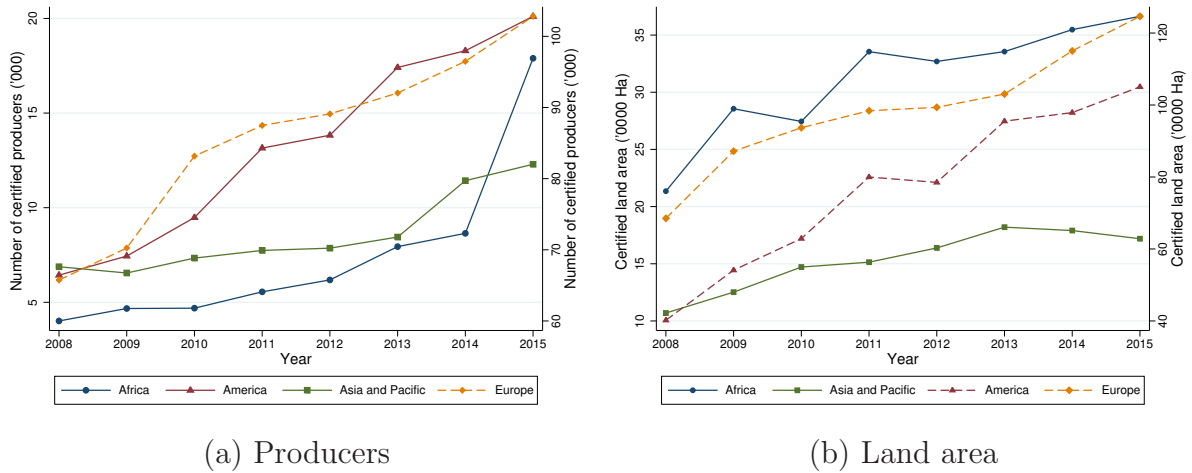 Number of certified producers ('000)
20
15
10
5
100
90
80
70
60
Number of certified producers ('000)
2008 2009 2010 2011 2012 2013 2014 2015
Year
Africa America Asia and Pacific Europe
(a) Producers
Certified land area ('0000 Ha)
35
30
25
20
15
10
120
100
80
60
40
Certified land area ('0000 Ha)
2008 2009 2010 2011 2012 2013 2014 2015
Year
Africa Asia and Pacific America Europe
(b) Land area